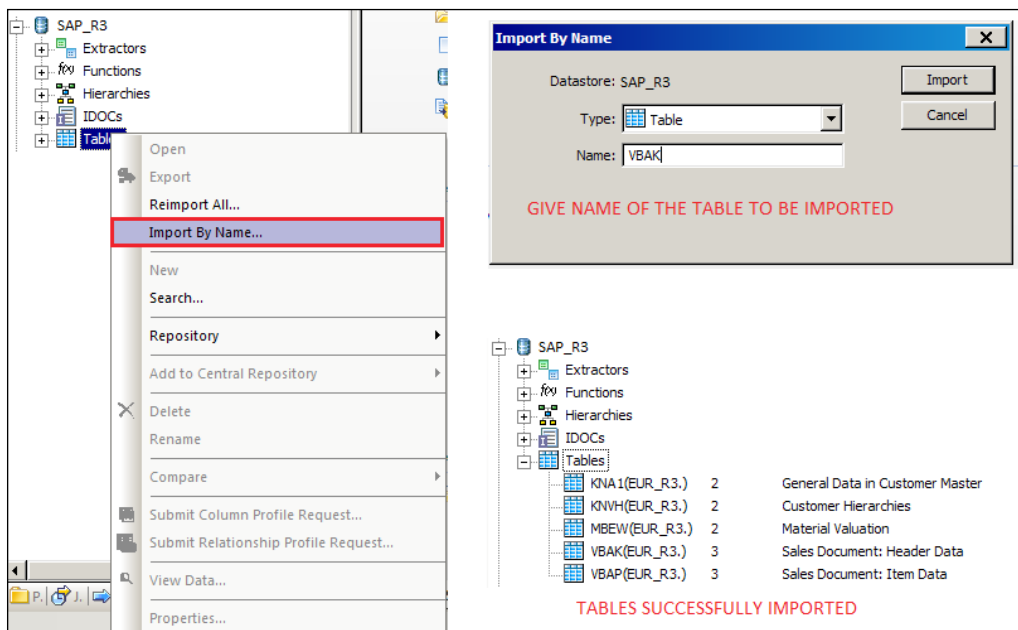 SAP_R3
Extractors
f(x) Functions
Hierarchies
IDOCs
Tabl
Open
Export
Reimport All...
Import By Name...
New
Search...
Repository
Add to Central Repository
Delete
Rename
Compare
Submit Column Profile Request...
Submit Relationship Profile Request...
View Data...
Properties...
P. J.
Import By Name
Datastore: SAP_R3
Import
Type: Table
Cancel
Name: VBAK
GIVE NAME OF THE TABLE TO BE IMPORTED
SAP_R3
Extractors
f(x) Functions
Hierarchies
IDOCs
Tables
KNA1(EUR_R3.) 2 General Data in Customer Master
KNVH(EUR_R3.) 2 Customer Hierarchies
MBEW(EUR_R3.) 2 Material Valuation
VBAK(EUR_R3.) 3 Sales Document: Header Data
VBAP(EUR_R3.) 3 Sales Document: Item Data
TABLES SUCCESSFULLY IMPORTED